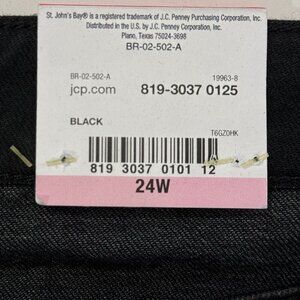 St. John's Bay® is a registered trademark of J.C. Penney Purchasing Corporation, Inc.
Distributed in the U.S. by J.C. Penney Corporation, Inc.
Plano, Texas 75024-3698
BR-02-502-A
BR-02-502-A 19963-8
jcp.com 819-3037 0125
BLACK
T6GZ0HK
819 3037 0101 12
24W